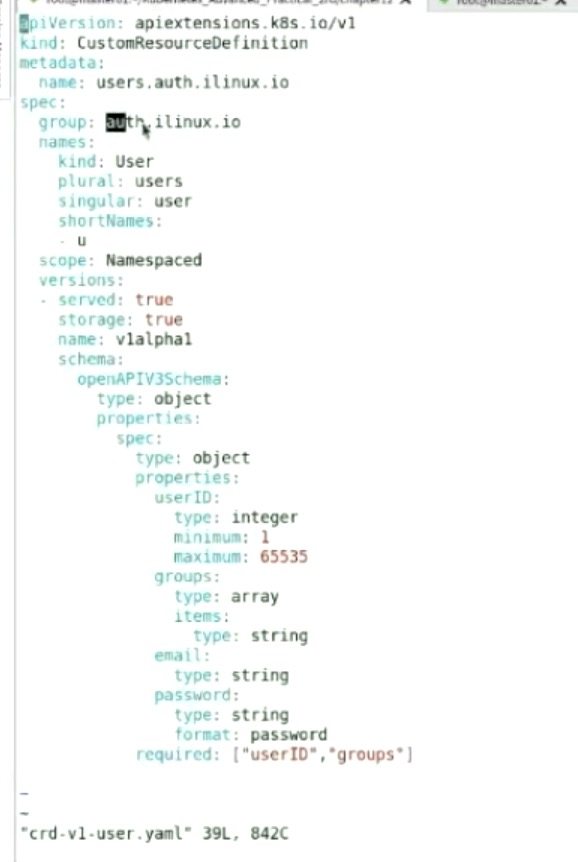 apiVersion: apiextensions.k8s.io/v1
kind: CustomResourceDefinition
metadata:
  name: users.auth.ilinux.io
spec:
  group: auth.ilinux.io
  names:
    kind: User
    plural: users
    singular: user
    shortNames:
    - u
  scope: Namespaced
  versions:
  - served: true
    storage: true
    name: v1alpha1
    schema:
      openAPIV3Schema:
        type: object
        properties:
          spec:
            type: object
            properties:
              userID:
                type: integer
                minimum: 1
                maximum: 65535
              groups:
                type: array
                items:
                  type: string
              email:
                type: string
              password:
                type: string
                format: password
            required: ["userID","groups"]
~
~
"crd-v1-user.yaml" 39L, 842C